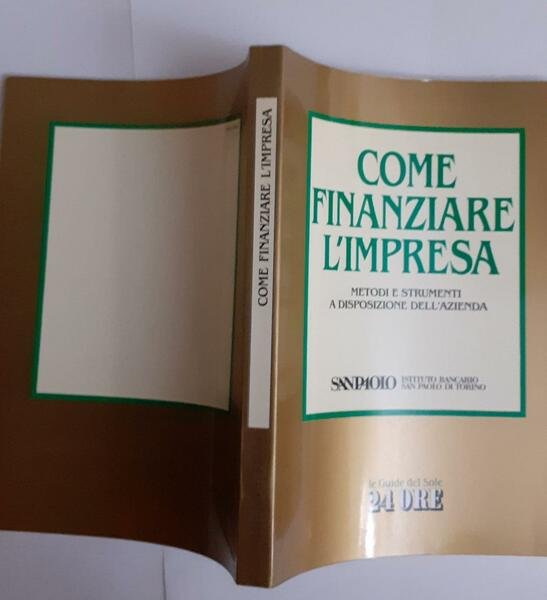 COME FINANZIARE L'IMPRESA
COME
FINANZIARE
L'IMPRESA
METODI E STRUMENTI
A DISPOSIZIONE DELL'AZIENDA
SANPAOLO ISTITUTO BANCARIO
SAN PAOLO DI TORINO
le Guide del Sole
24 ORE